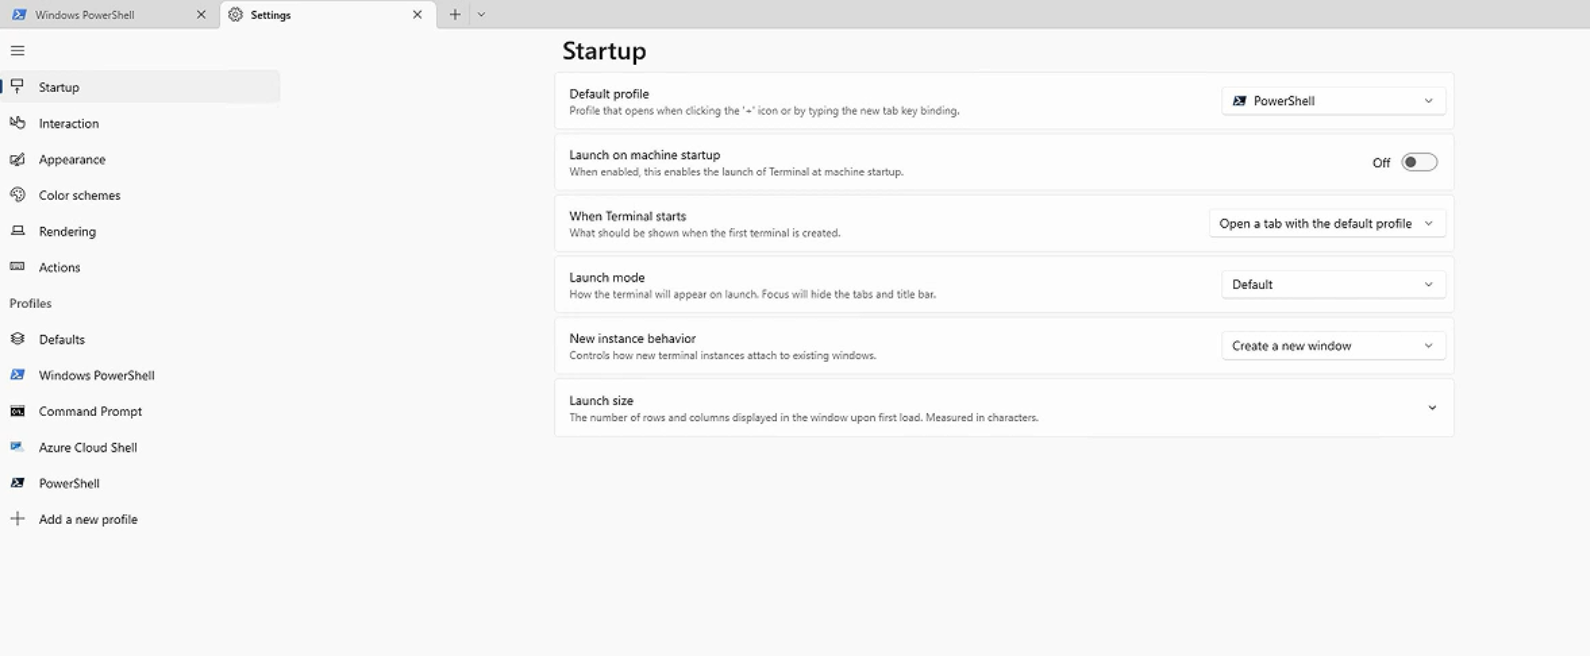 Windows PowerShell
Settings
Startup
Interaction
Appearance
Color schemes
Rendering
Actions
Profiles
Defaults
Windows PowerShell
Command Prompt
Azure Cloud Shell
PowerShell
Add a new profile
Startup
Default profile
Profile that opens when clicking the '+' icon or by typing the new tab key binding.
PowerShell
Launch on machine startup
When enabled, this enables the launch of Terminal at machine startup.
Off
When Terminal starts
What should be shown when the first terminal is created.
Open a tab with the default profile
Launch mode
How the terminal will appear on launch. Focus will hide the tabs and title bar.
Default
New instance behavior
Controls how new terminal instances attach to existing windows.
Create a new window
Launch size
The number of rows and columns displayed in the window upon first load. Measured in characters.